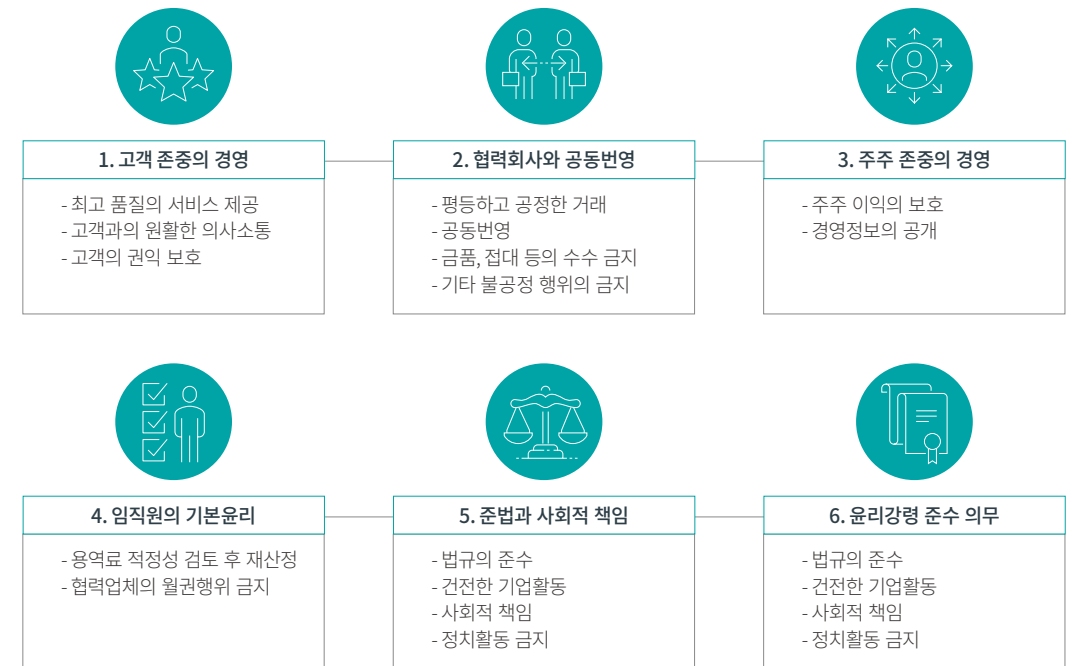 1. 고객 존중의 경영
- 최고 품질의 서비스 제공
- 고객과의 원활한 의사소통
- 고객의 권익 보호
2. 협력회사와 공동번영
- 평등하고 공정한 거래
- 공동번영
- 금품, 접대 등의 수수 금지
- 기타 불공정 행위의 금지
3. 주주 존중의 경영
- 주주 이익의 보호
- 경영정보의 공개
4. 임직원의 기본윤리
- 용역료 적정성 검토 후 재산정
- 협력업체의 월권행위 금지
5. 준법과 사회적 책임
- 법규의 준수
- 건전한 기업활동
- 사회적 책임
- 정치활동 금지
6. 윤리강령 준수 의무
- 법규의 준수
- 건전한 기업활동
- 사회적 책임
- 정치활동 금지